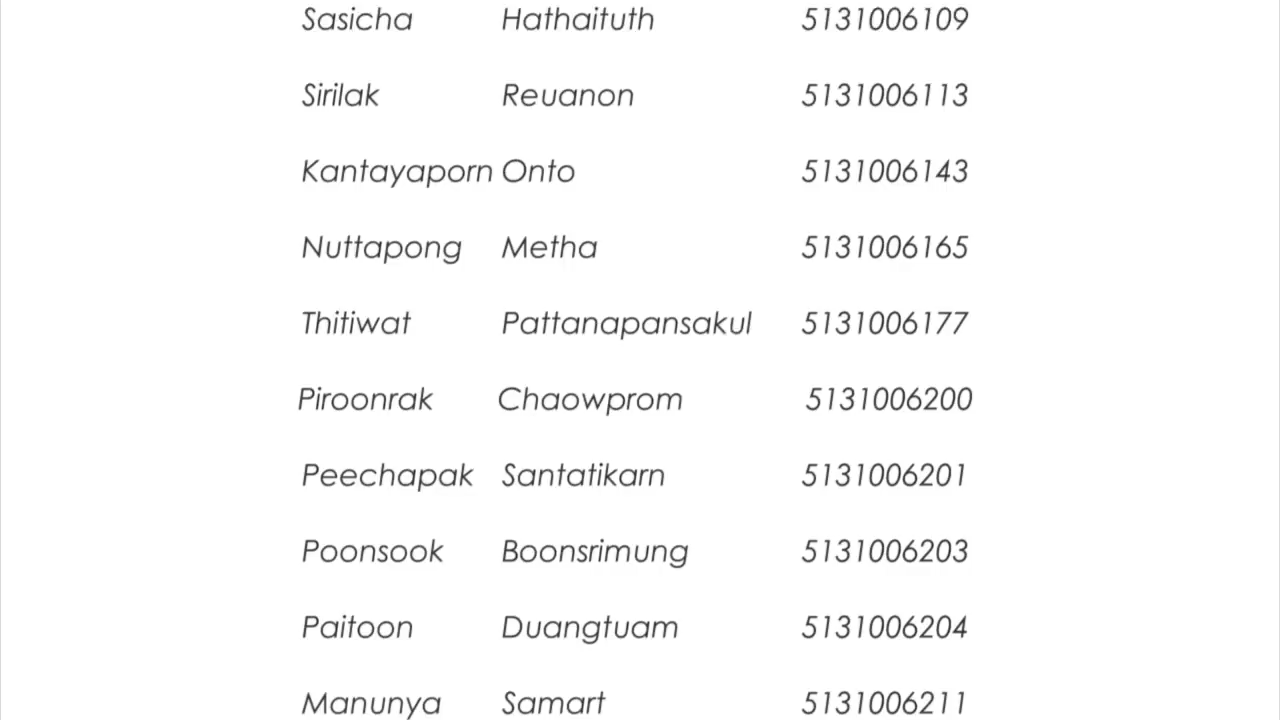 Sasicha Hathaituth 5131006109
Sirilak Reuanon 5131006113
Kantayaporn Onto 5131006143
Nuttapong Metha 5131006165
Thitiwat Pattanapansakul 5131006177
Piroonrak Chaowprom 5131006200
Peechapak Santatikarn 5131006201
Poonsook Boonsrimung 5131006203
Paitoon Duangtuam 5131006204
Manunya Samart 5131006211